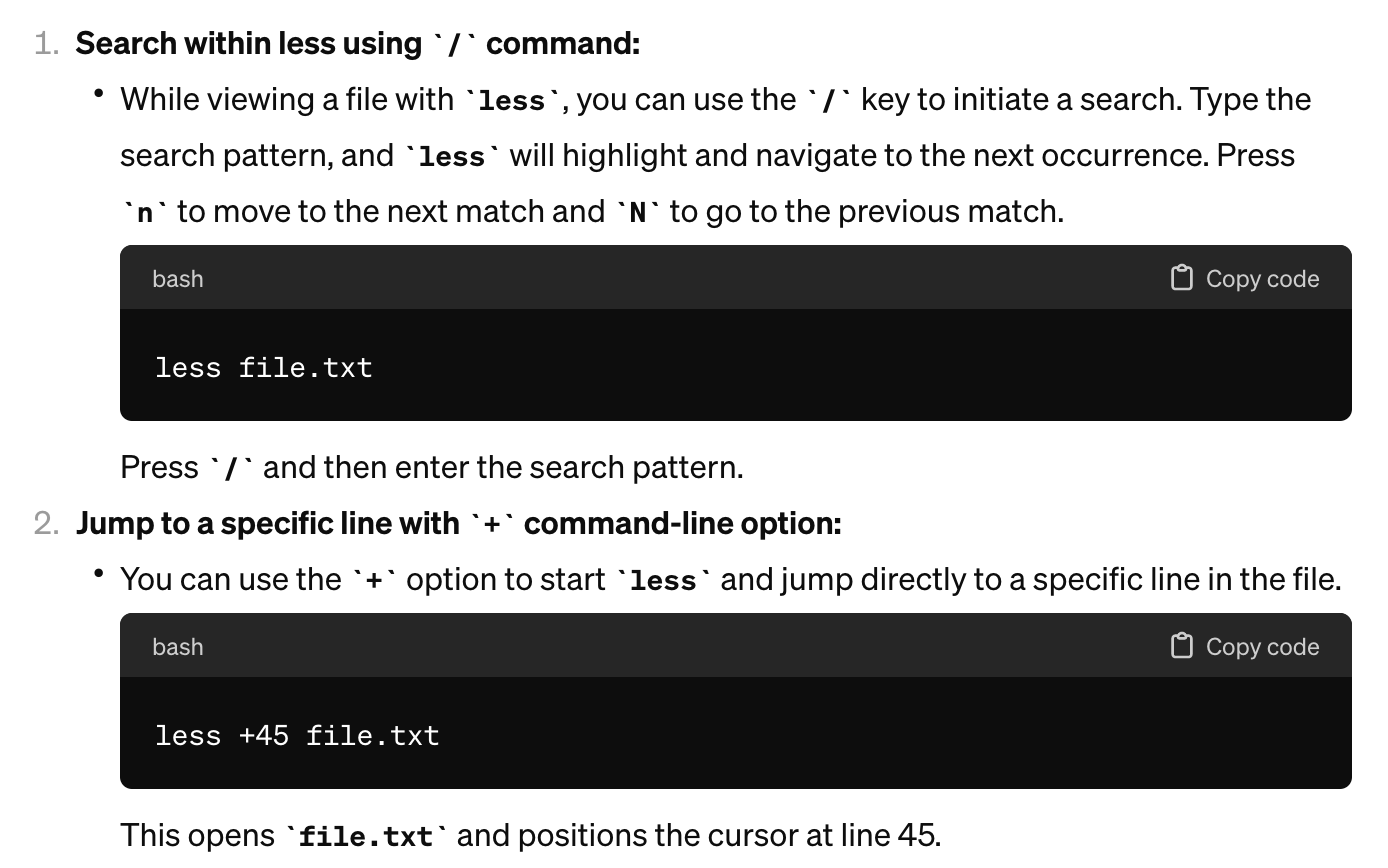 1. Search within less using `/` command:
• While viewing a file with `less`, you can use the `/` key to initiate a search. Type the
search pattern, and `less` will highlight and navigate to the next occurrence. Press
`n` to move to the next match and `N` to go to the previous match.
bash Copy code
less file.txt
Press `/` and then enter the search pattern.
2. Jump to a specific line with `+` command-line option:
• You can use the `+` option to start `less` and jump directly to a specific line in the file.
bash Copy code
less +45 file.txt
This opens `file.txt` and positions the cursor at line 45.